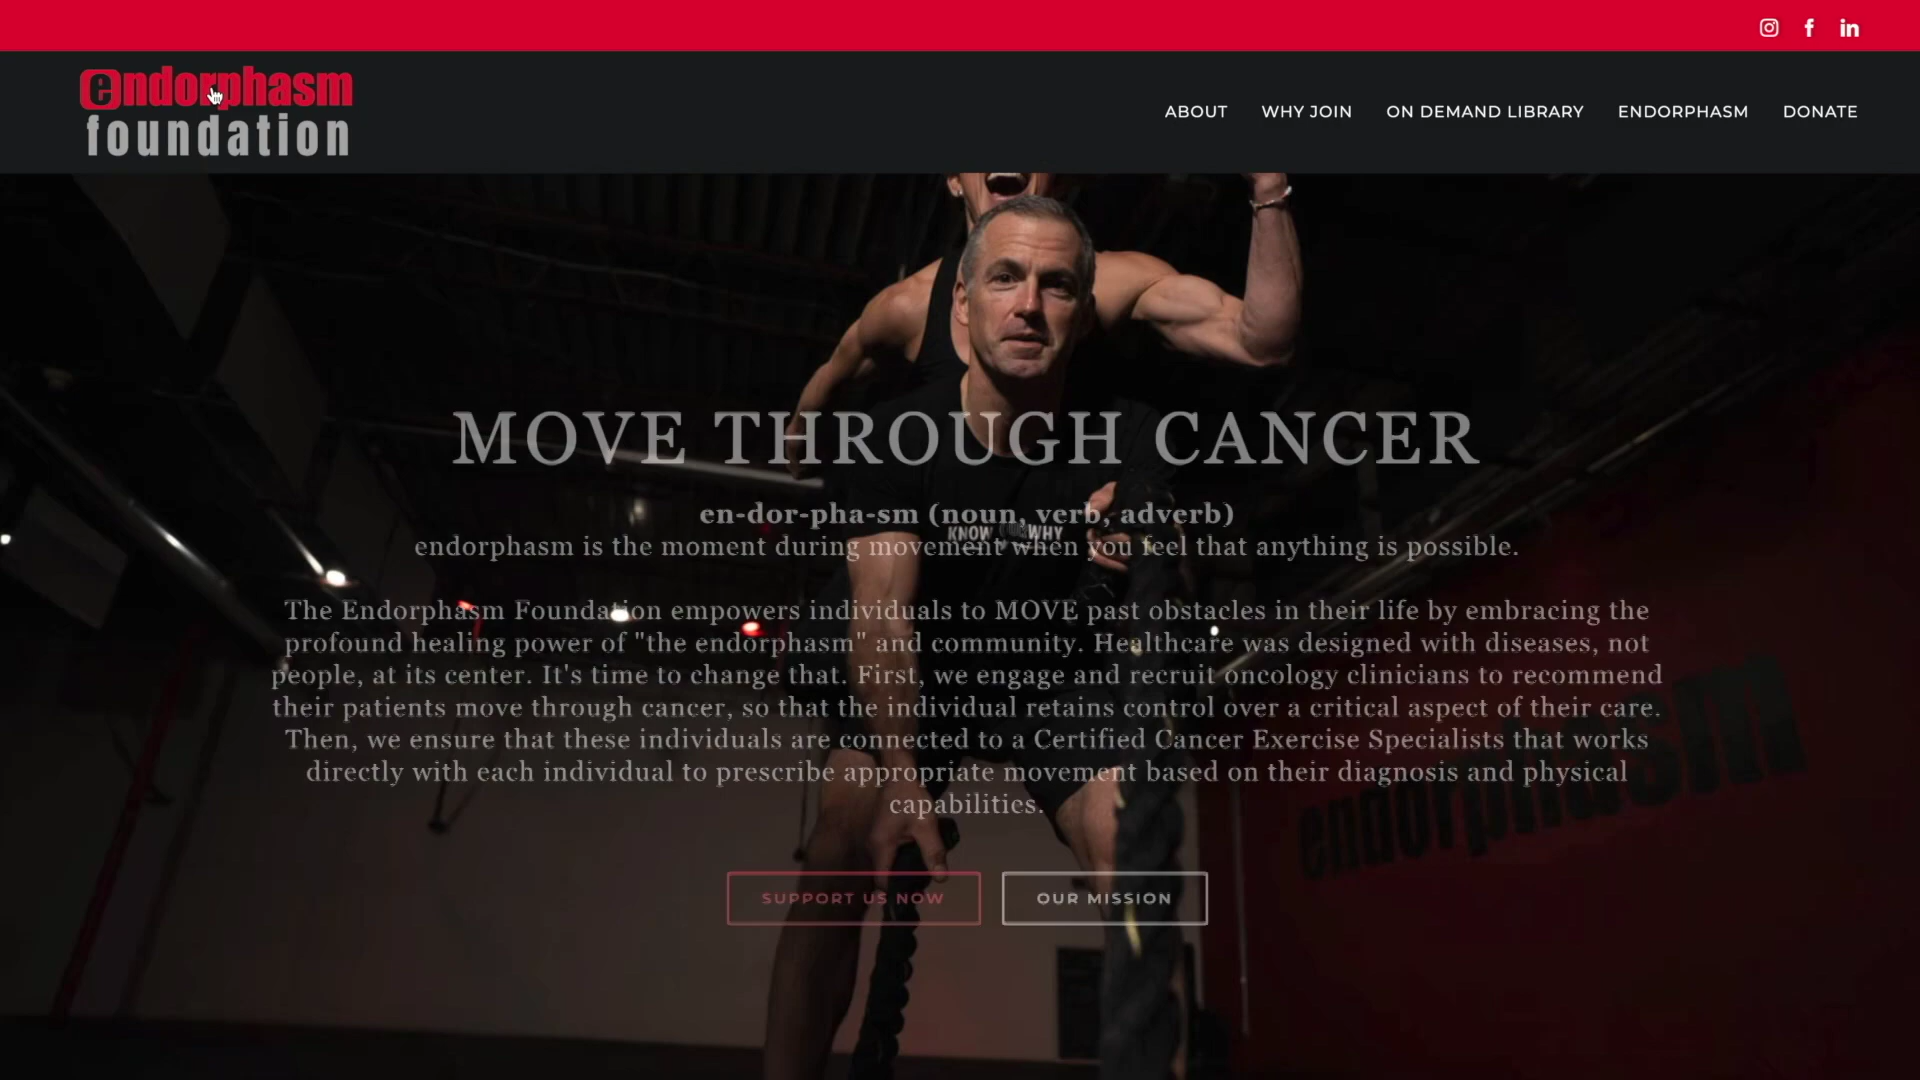 endorphasm
foundation
ABOUT WHY JOIN ON DEMAND LIBRARY ENDORPHASM DONATE
MOVE THROUGH CANCER
en-dor-pha-sm (noun, verb, adverb)
KNOW YOUR WHY
endorphasm is the moment during movement when you feel that anything is possible.
The Endorphasm Foundation empowers individuals to MOVE past obstacles in their life by embracing the
profound healing power of "the endorphasm" and community. Healthcare was designed with diseases, not
people, at its center. It's time to change that. First, we engage and recruit oncology clinicians to recommend
their patients move through cancer, so that the individual retains control over a critical aspect of their care.
Then, we ensure that these individuals are connected to a Certified Cancer Exercise Specialists that works
directly with each individual to prescribe appropriate movement based on their diagnosis and physical
capabilities.
endorphasm
SUPPORT US NOW OUR MISSION